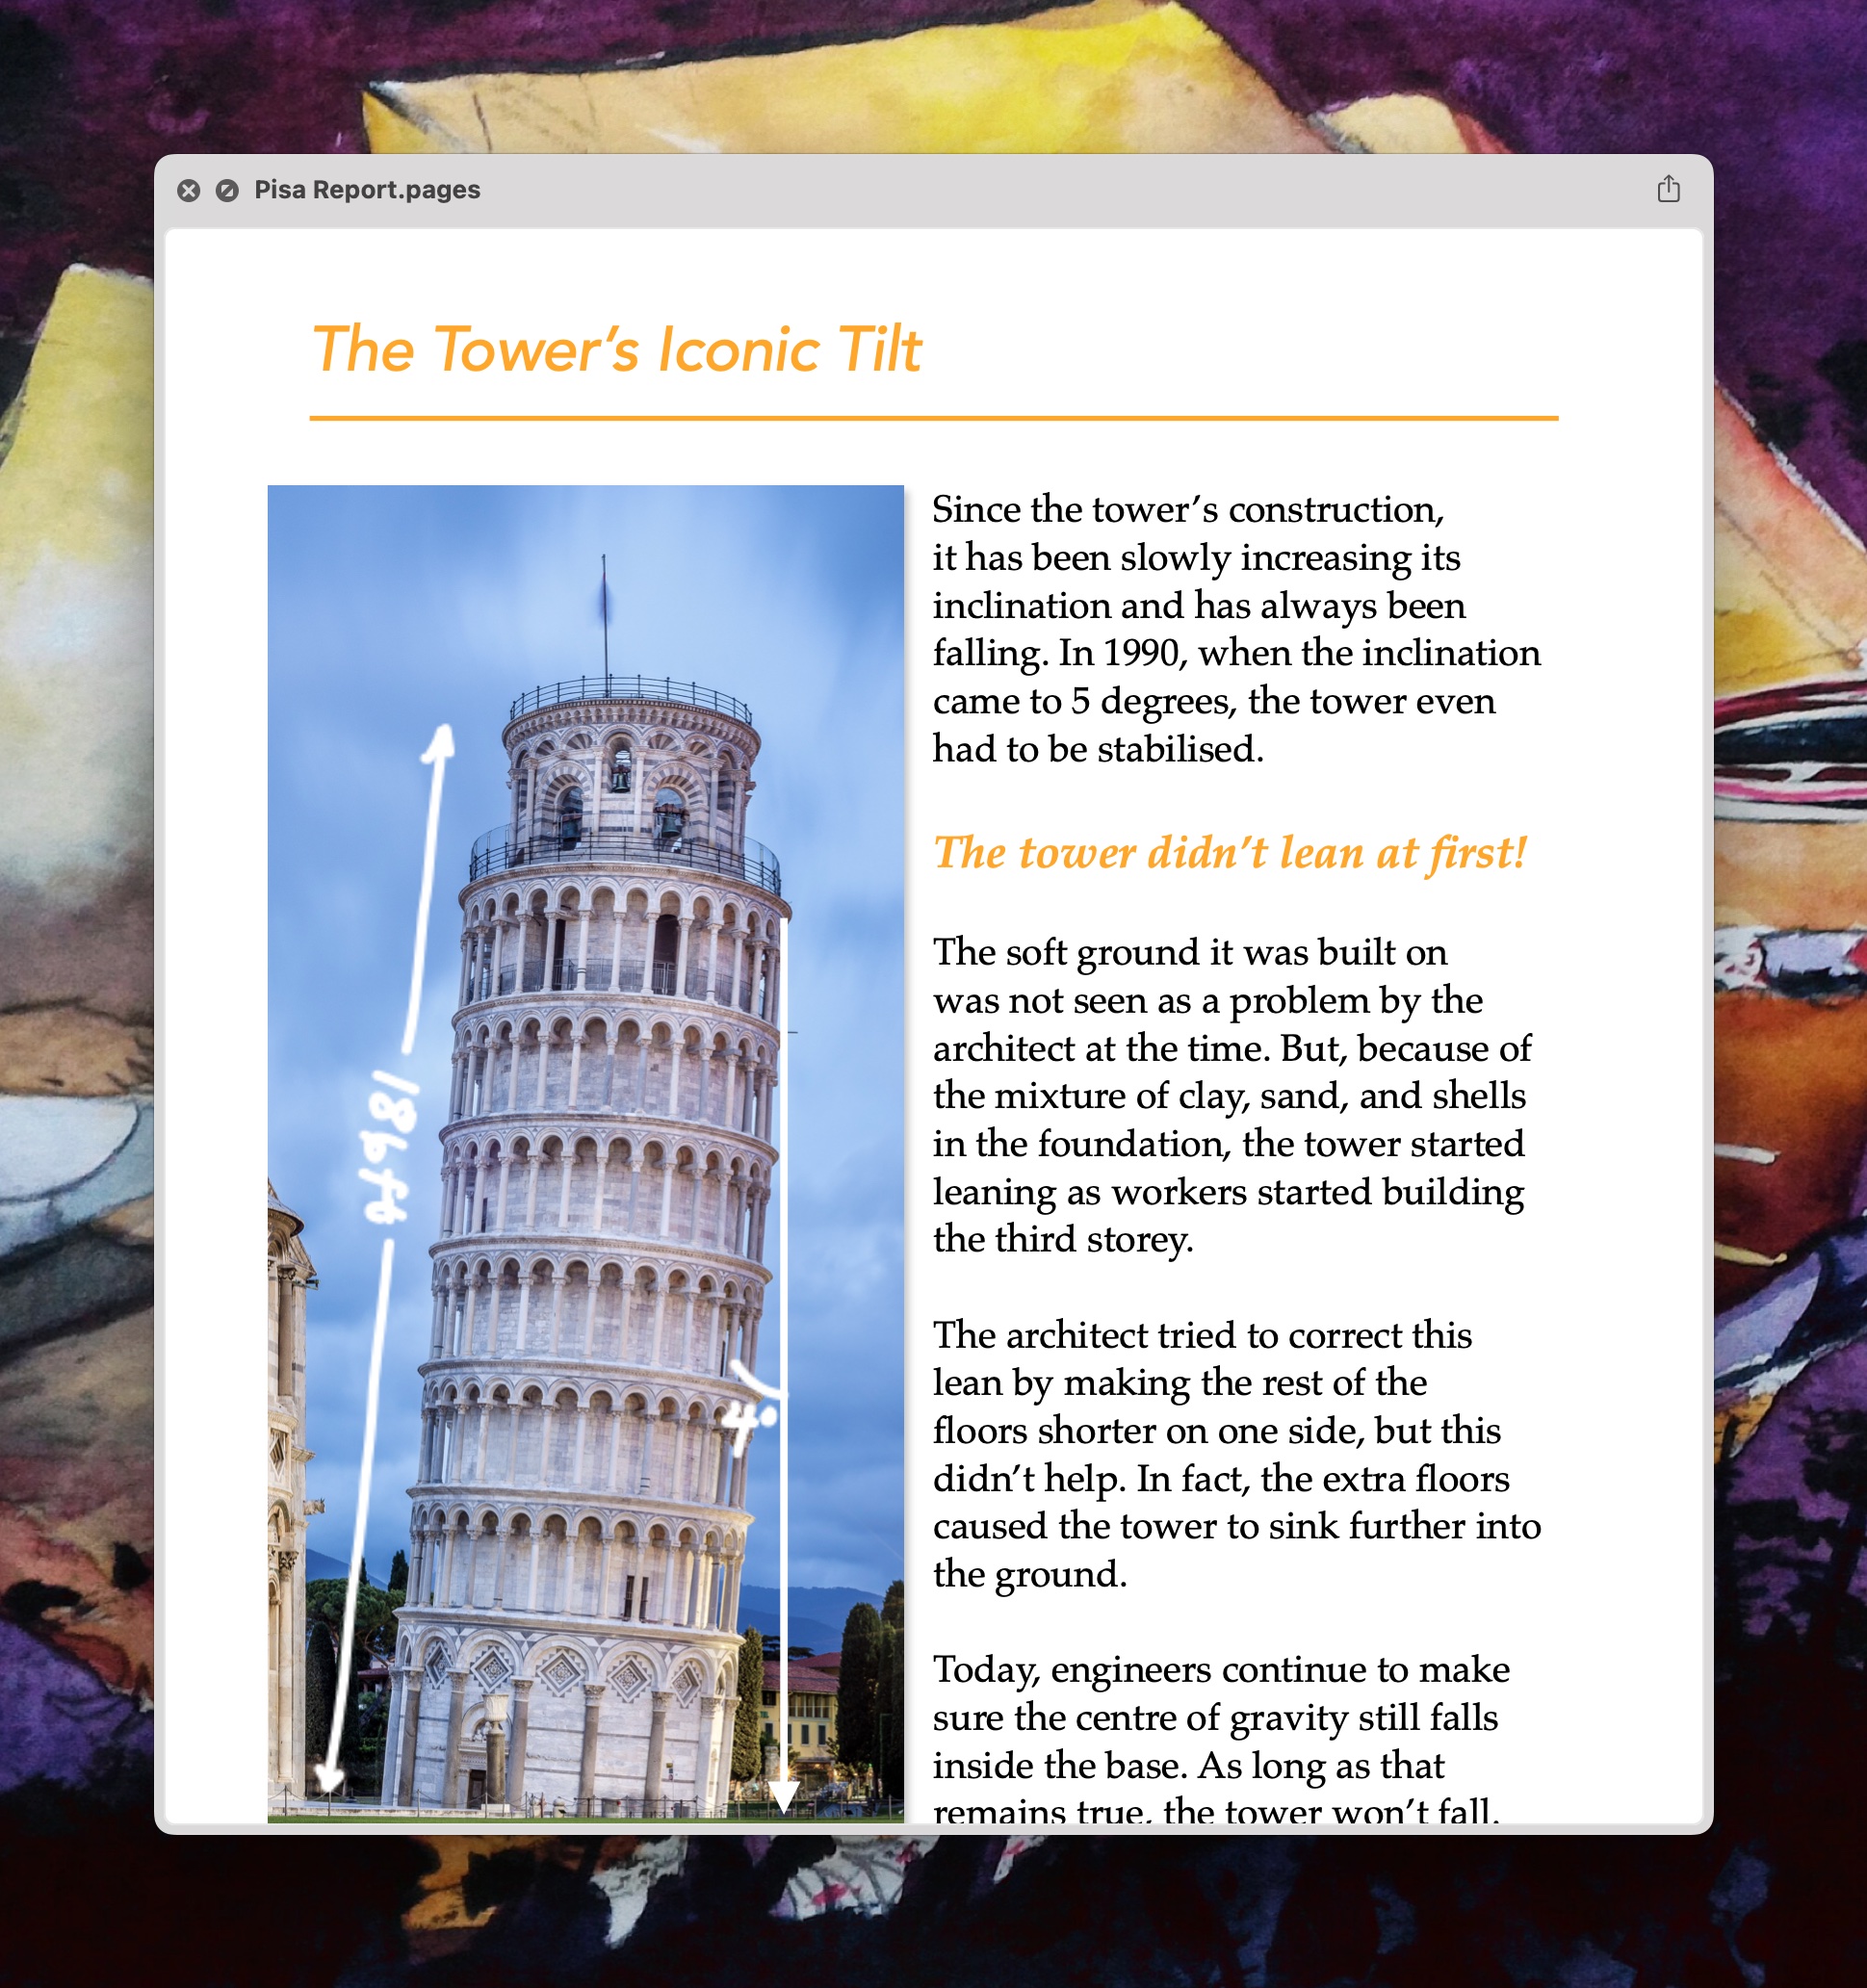 Pisa Report.pages
The Tower’s Iconic Tilt
186ft
4°
Since the tower’s construction,
it has been slowly increasing its
inclination and has always been
falling. In 1990, when the inclination
came to 5 degrees, the tower even
had to be stabilised.
The tower didn’t lean at first!
The soft ground it was built on
was not seen as a problem by the
architect at the time. But, because of
the mixture of clay, sand, and shells
in the foundation, the tower started
leaning as workers started building
the third storey.
The architect tried to correct this
lean by making the rest of the
floors shorter on one side, but this
didn’t help. In fact, the extra floors
caused the tower to sink further into
the ground.
Today, engineers continue to make
sure the centre of gravity still falls
inside the base. As long as that
remains true, the tower won’t fall.